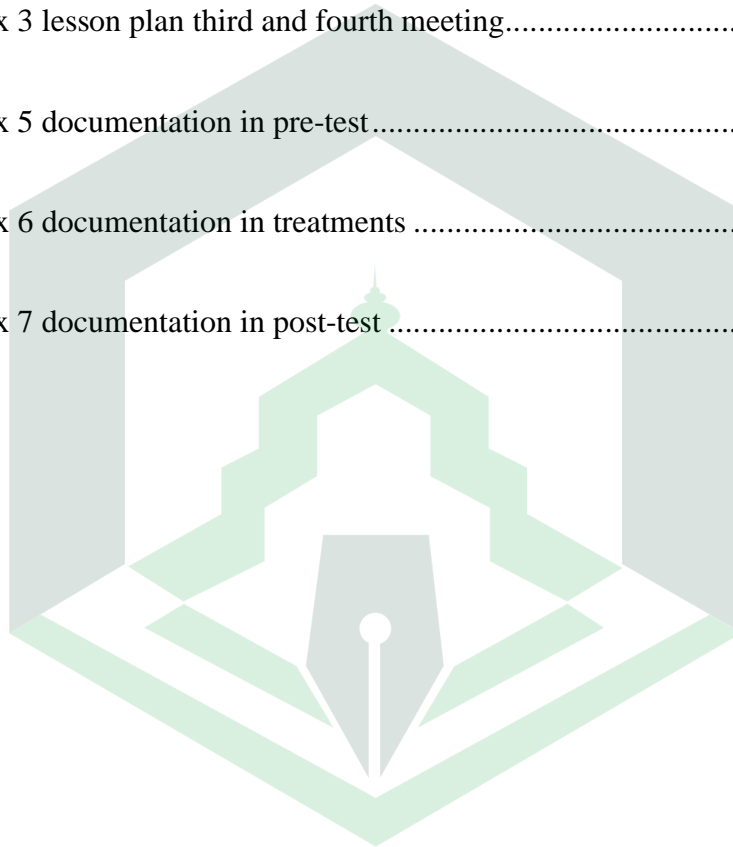 x 3 lesson plan third and fourth meeting..............................
x 5 documentation in pre-test..............................................
x 6 documentation in treatments ........................................
x 7 documentation in post-test ............................................